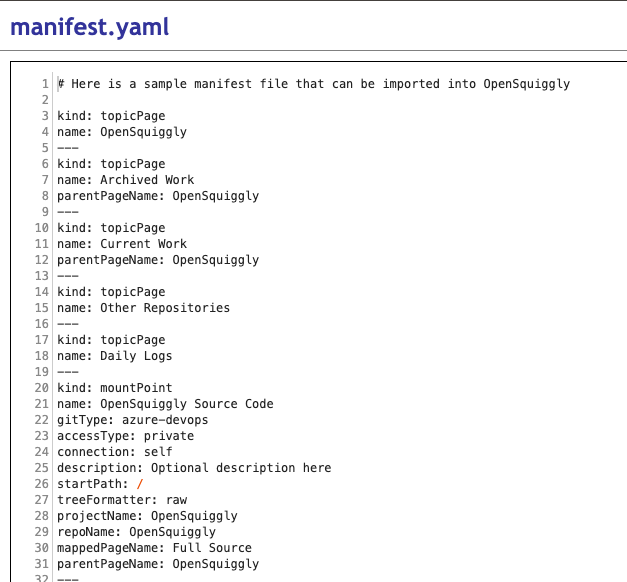 manifest.yaml
1 # Here is a sample manifest file that can be imported into OpenSquiggly
2
3 kind: topicPage
4 name: OpenSquiggly
5 ---
6 kind: topicPage
7 name: Archived Work
8 parentPageName: OpenSquiggly
9 ---
10 kind: topicPage
11 name: Current Work
12 parentPageName: OpenSquiggly
13 ---
14 kind: topicPage
15 name: Other Repositories
16 ---
17 kind: topicPage
18 name: Daily Logs
19 ---
20 kind: mountPoint
21 name: OpenSquiggly Source Code
22 gitType: azure-devops
23 accessType: private
24 connection: self
25 description: Optional description here
26 startPath: /
27 treeFormatter: raw
28 projectName: OpenSquiggly
29 repoName: OpenSquiggly
30 mappedPageName: Full Source
31 parentPageName: OpenSquiggly
32 ---